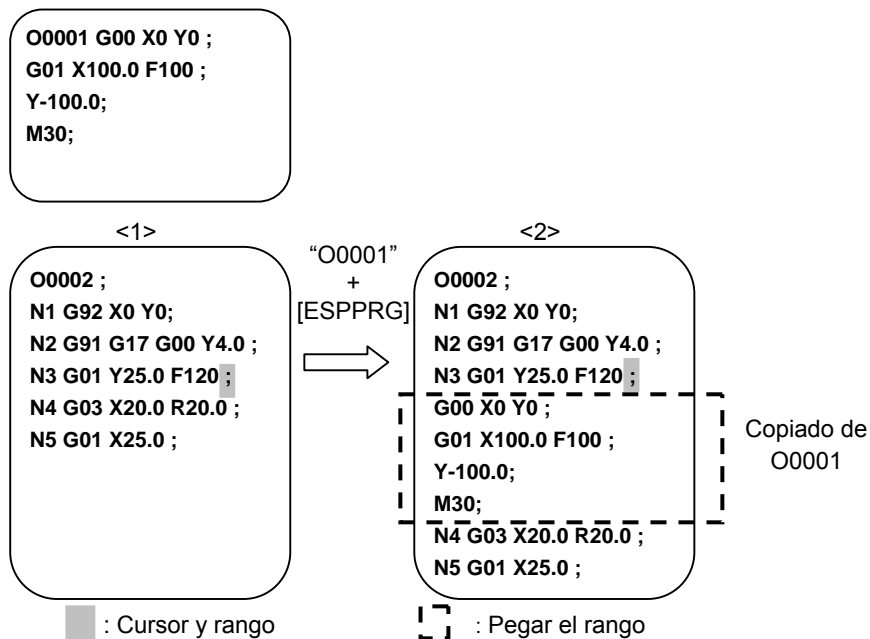 O0001 G00 X0 Y0 ;
G01 X100.0 F100 ;
Y-100.0;
M30;
<1>
O0002 ;
N1 G92 X0 Y0;
N2 G91 G17 G00 Y4.0 ;
N3 G01 Y25.0 F120 ;
N4 G03 X20.0 R20.0 ;
N5 G01 X25.0 ;
“O0001”
+
[ESPPRG]
<2>
O0002 ;
N1 G92 X0 Y0;
N2 G91 G17 G00 Y4.0 ;
N3 G01 Y25.0 F120 ;
G00 X0 Y0 ;
G01 X100.0 F100 ;
Y-100.0;
M30;
N4 G03 X20.0 R20.0 ;
N5 G01 X25.0 ;
Copiado de
O0001
: Cursor y rango
: Pegar el rango